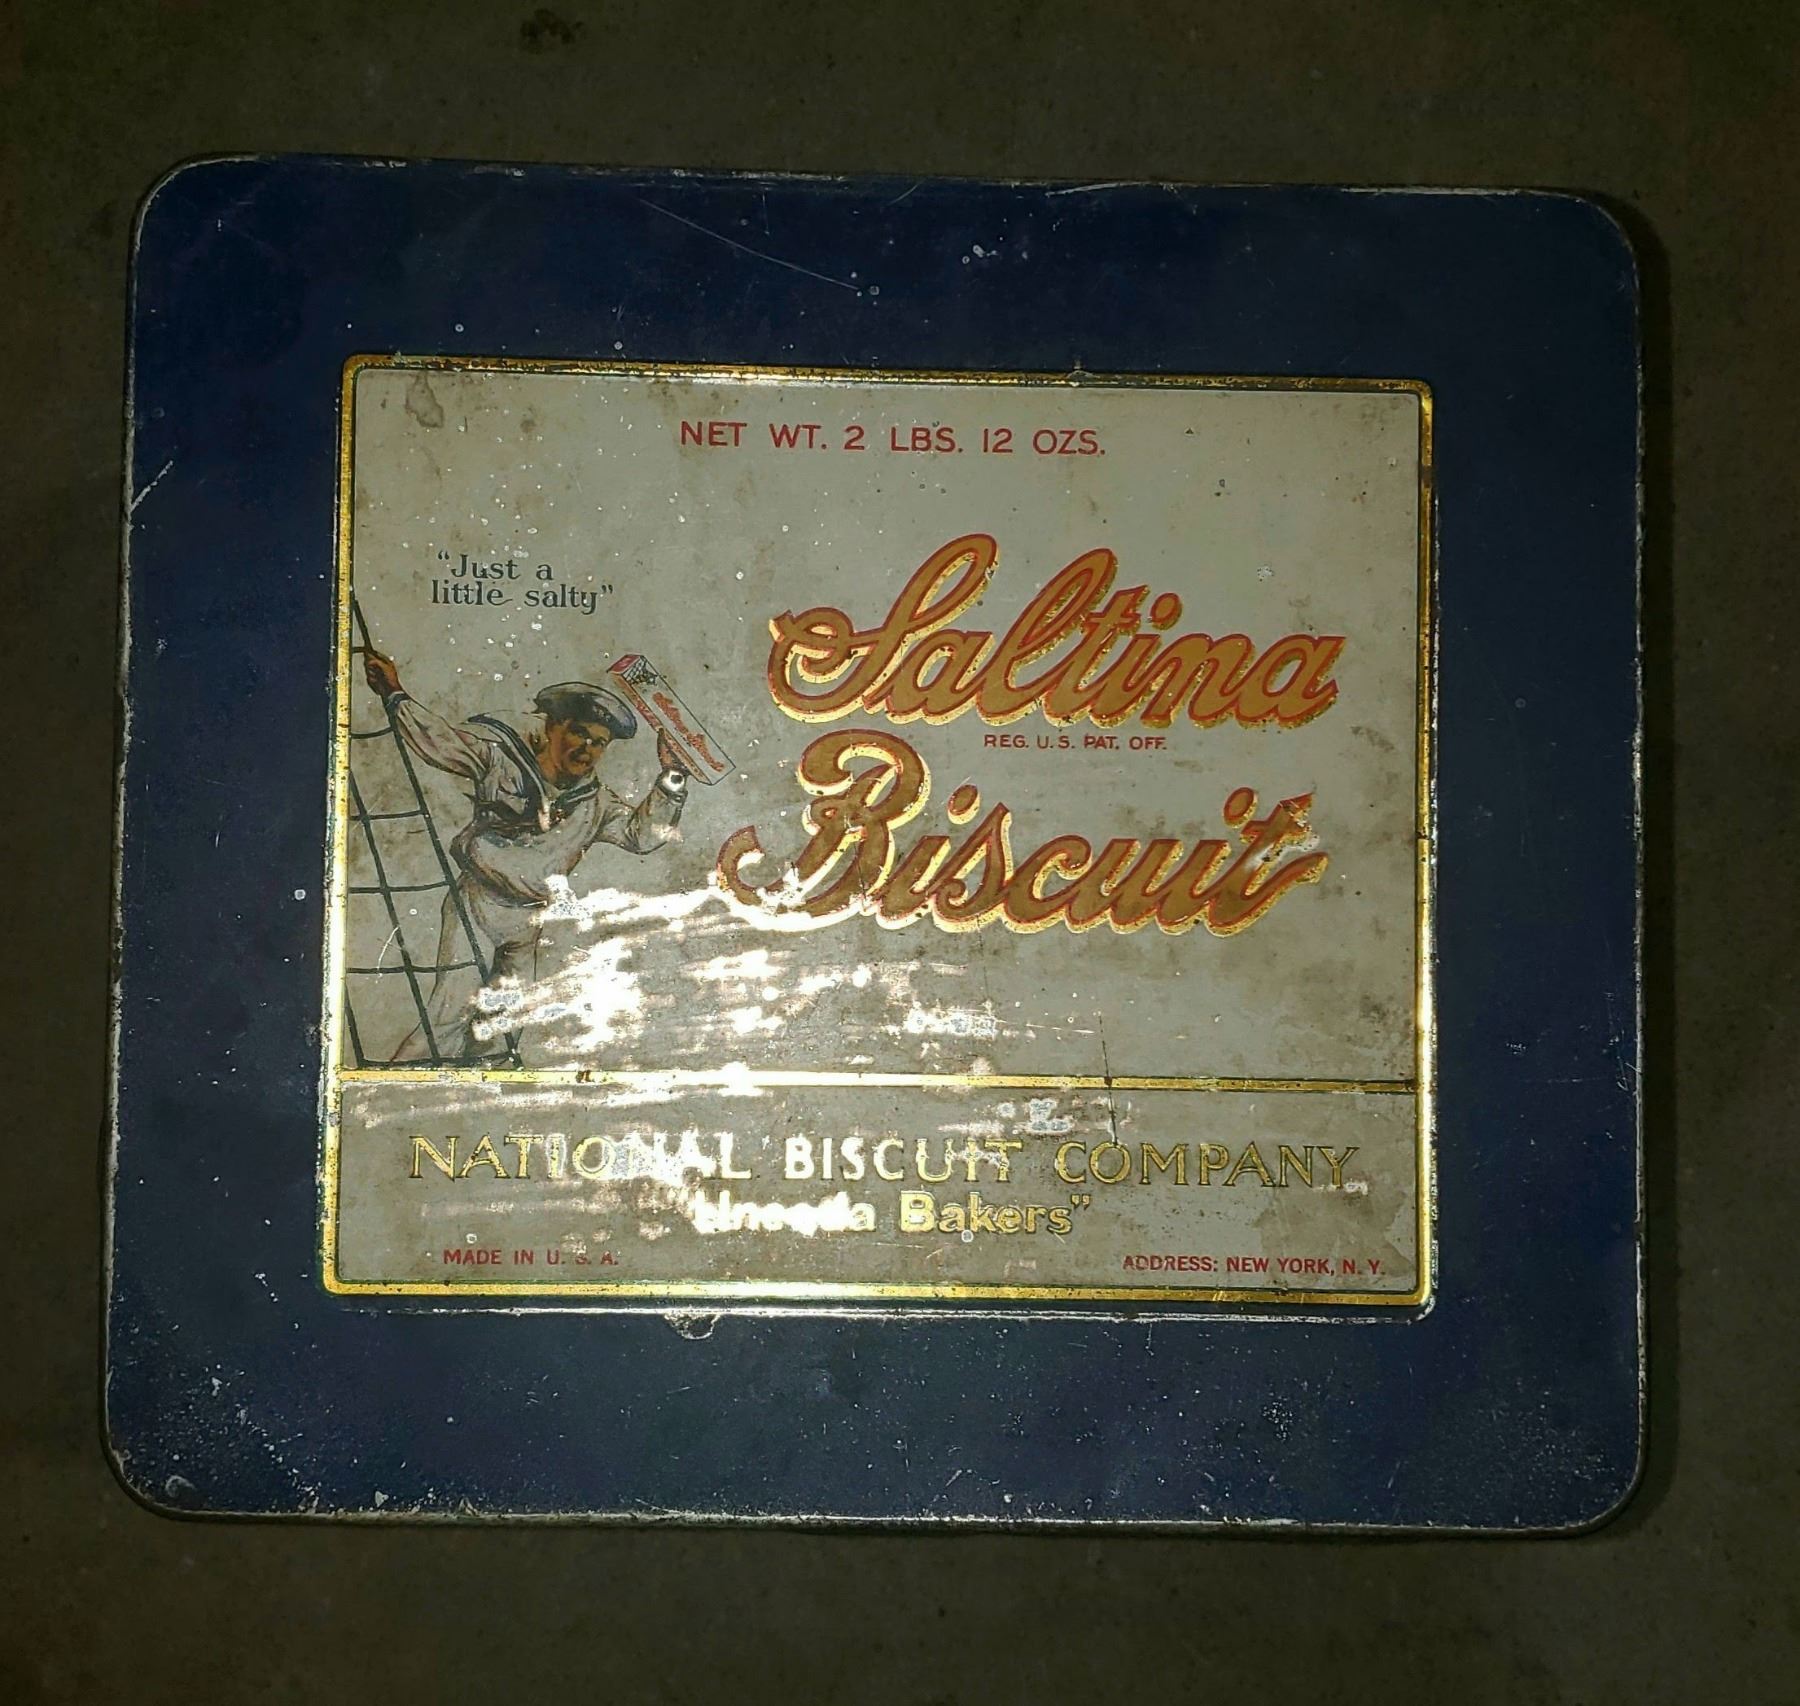 NET WT. 2 LBS. 12 OZS.
"Just a
little salty"
Saltina
REG. U.S. PAT. OFF.
Biscuit
NATIONAL BISCUIT COMPANY
"Uneeda Bakers"
MADE IN U. S. A.
ADDRESS: NEW YORK, N. Y.